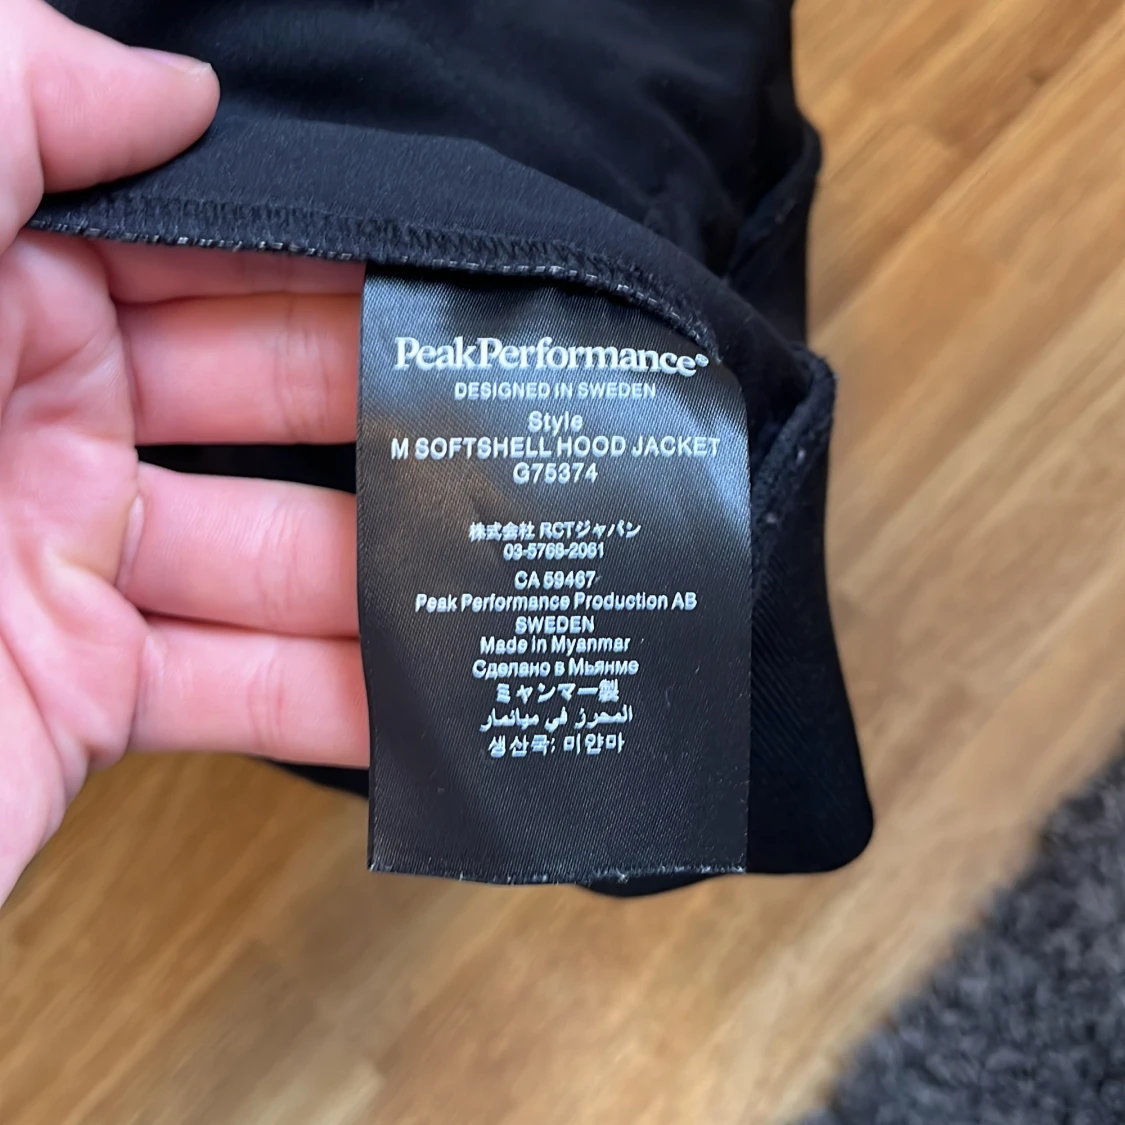 PeakPerformance®
DESIGNED IN SWEDEN
Style
M SOFTSHELL HOOD JACKET
G75374
株式会社 RCTジャパン
03-5768-2061
CA 59467
Peak Performance Production AB
SWEDEN
Made in Myanmar
Сделано в Мьянме
ミャンマー製
المحرز في ميانمار
생산국: 미얀마